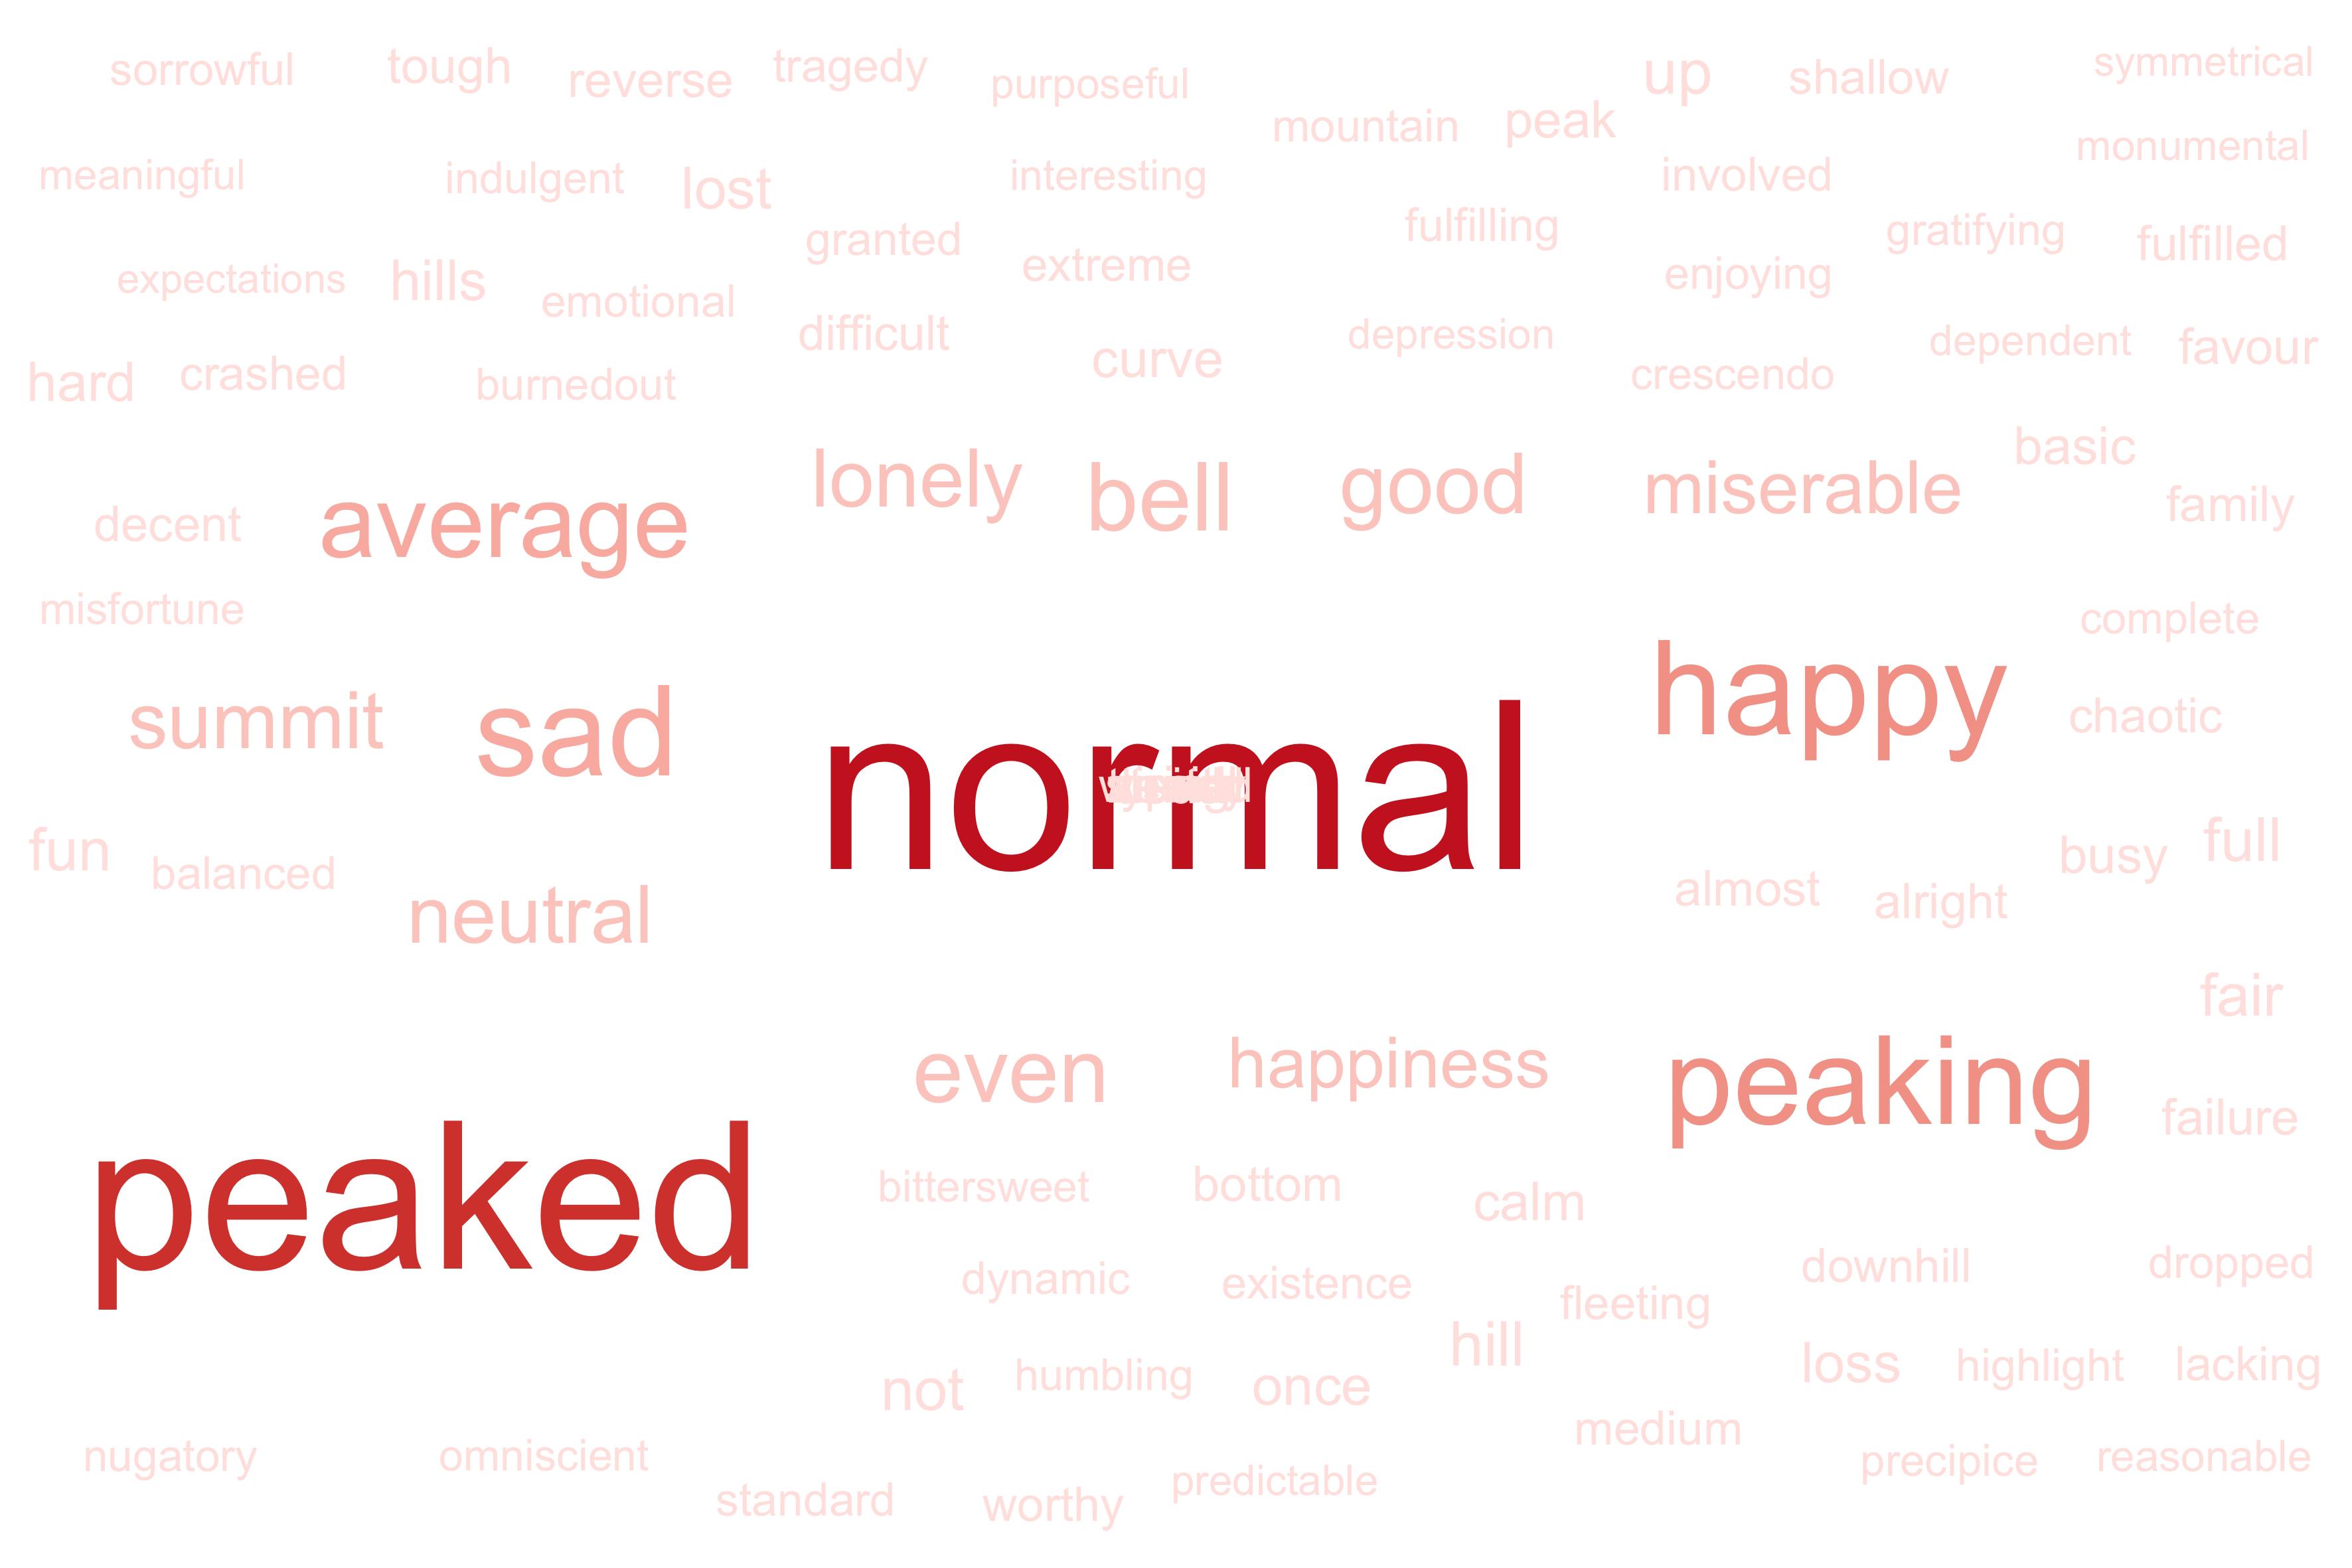 sorrowful tough reverse tragedy purposeful up shallow symmetrical
mountain peak monumental
meaningful indulgent lost interesting involved
granted fulfilling gratifying fulfilled
expectations hills emotional extreme enjoying
hard crashed burnedout difficult curve depression crescendo dependent favour
decent average lonely bell good miserable basic family
misfortune complete
summit sad normal happy chaotic
fun balanced neutral almost alright busy full
even happiness peaking fair
peaked failure
bittersweet bottom calm
dynamic existence fleeting downhill dropped
not humbling once hill loss highlight lacking
nugatory omniscient medium precipice reasonable
standard worthy predictable